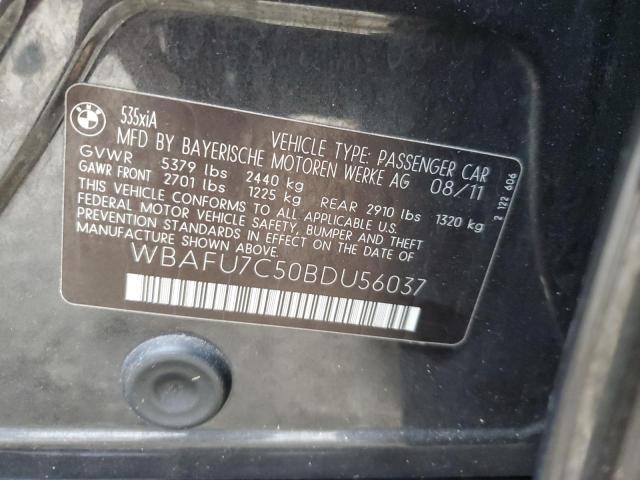 BMW
535xiA
VEHICLE TYPE: PASSENGER CAR
MFD BY BAYERISCHE MOTOREN WERKE AG 08/11
GVWR 5379 lbs 2440 kg
GAWR FRONT 2701 lbs 1225 kg REAR 2910 lbs 1320 kg
THIS VEHICLE CONFORMS TO ALL APPLICABLE U.S.
FEDERAL MOTOR VEHICLE SAFETY, BUMPER AND THEFT
PREVENTION STANDARDS IN EFFECT ON THE DATE OF
MANUFACTURE SHOWN ABOVE.
WBAFU7C50BDU56037
2 122 606